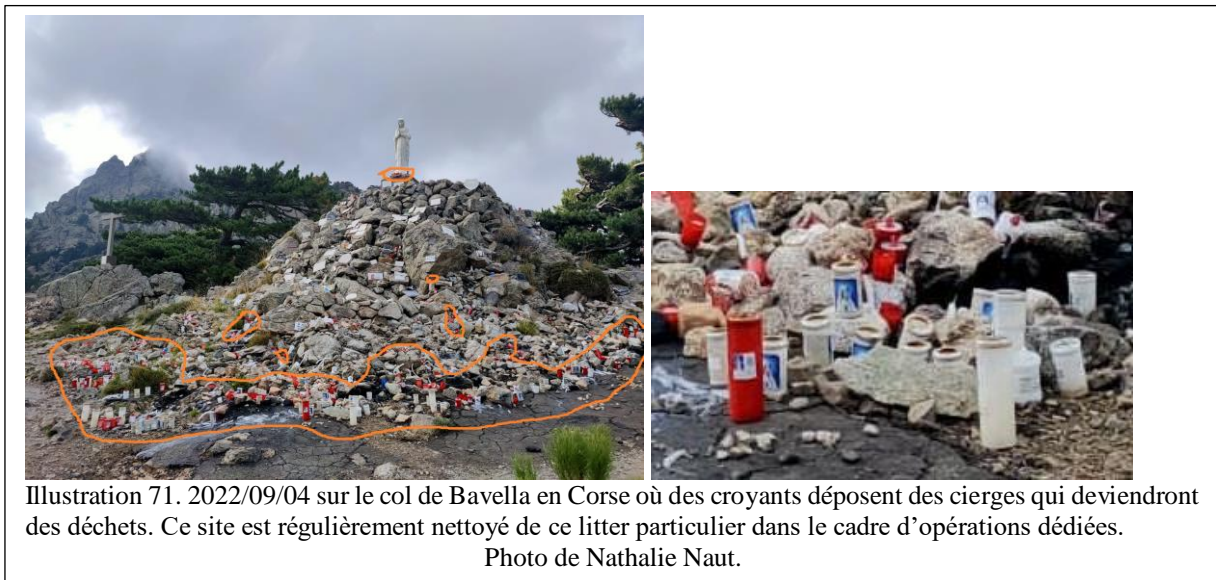 Illustration 71. 2022/09/04 sur le col de Bavella en Corse où des croyants déposent des cierges qui deviendront
des déchets. Ce site est régulièrement nettoyé de ce litter particulier dans le cadre d’opérations dédiées.
Photo de Nathalie Naut.